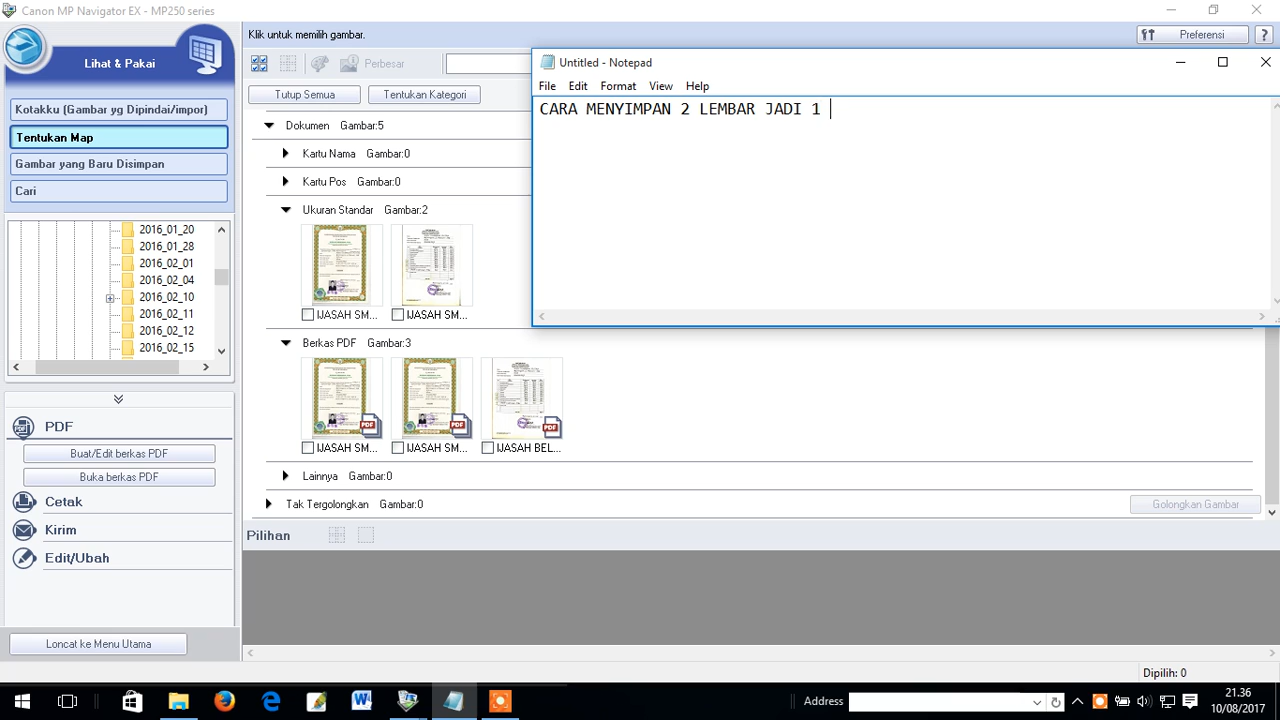 Canon MP Navigator EX - MP250 series
Klik untuk memilih gambar.
Preferensi
?
Lihat & Pakai
Perbesar
Tutup Semua
Tentukan Kategori
Kotakku (Gambar yg Dipindai/impor)
Tentukan Map
Gambar yang Baru Disimpan
Cari
2016_01_20
2016_01_28
2016_02_01
2016_02_04
2016_02_10
2016_02_11
2016_02_12
2016_02_15
Untitled - Notepad
File Edit Format View Help
CARA MENYIMPAN 2 LEMBAR JADI 1
Dokumen Gambar:5
Kartu Nama Gambar:0
Kartu Pos Gambar:0
Ukuran Standar Gambar:2
IJASAH SM... IJASAH SM...
Berkas PDF Gambar:3
PDF PDF PDF
IJASAH SM... IJASAH SM... IJASAH BEL...
Lainnya Gambar:0
Tak Tergolongkan Gambar:0
Golongkan Gambar
PDF
Buat/Edit berkas PDF
Buka berkas PDF
Cetak
Kirim
Edit/Ubah
Loncat ke Menu Utama
Pilihan
Dipilih: 0
Address
21.36
10/08/2017